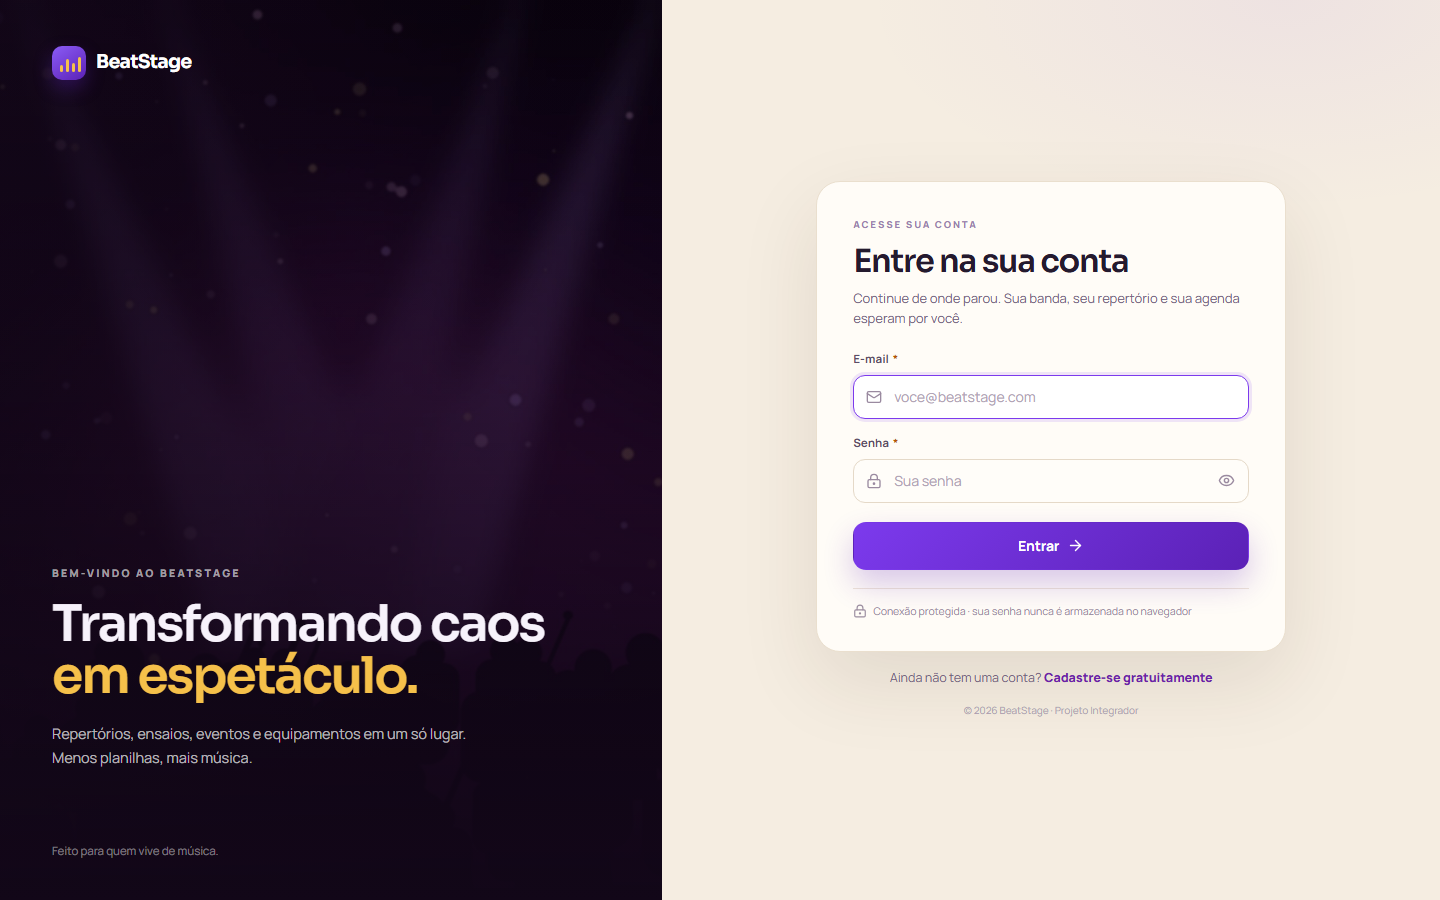 BeatStage
BEM-VINDO AO BEATSTAGE
Transformando caos
em espetáculo.
Repertórios, ensaios, eventos e equipamentos em um só lugar.
Menos planilhas, mais música.
Feito para quem vive de música.
ACESSE SUA CONTA
Entre na sua conta
Continue de onde parou. Sua banda, seu repertório e sua agenda
esperam por você.
E-mail *
voce@beatstage.com
Senha *
Sua senha
Entrar →
Conexão protegida · sua senha nunca é armazenada no navegador
Ainda não tem uma conta? Cadastre-se gratuitamente
© 2026 BeatStage · Projeto Integrador